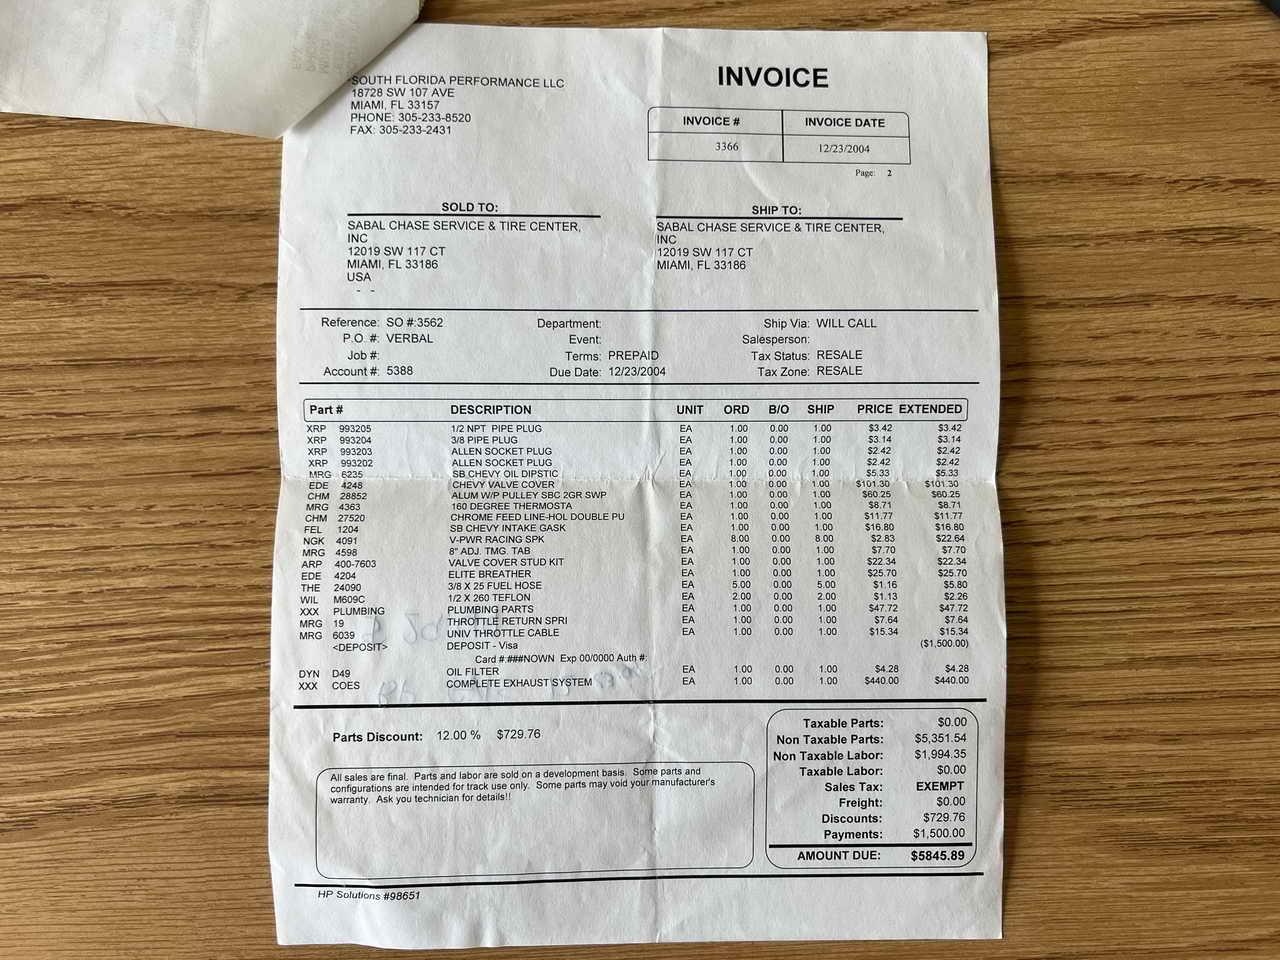 SOUTH FLORIDA PERFORMANCE LLC
18728 SW 107 AVE
MIAMI, FL 33157
PHONE: 305-233-8520
FAX: 305-233-2431
INVOICE
INVOICE # INVOICE DATE
3366 12/23/2004
Page: 2
SOLD TO:
SABAL CHASE SERVICE & TIRE CENTER,
INC
12019 SW 117 CT
MIAMI, FL 33186
USA
- -
SHIP TO:
SABAL CHASE SERVICE & TIRE CENTER,
INC
12019 SW 117 CT
MIAMI, FL 33186
Reference: SO #:3562 Department: Ship Via: WILL CALL
P.O. #: VERBAL Event: Salesperson:
Job #: Terms: PREPAID Tax Status: RESALE
Account #: 5388 Due Date: 12/23/2004 Tax Zone: RESALE
Part # DESCRIPTION UNIT ORD B/O SHIP PRICE EXTENDED
XRP 993205 1/2 NPT PIPE PLUG EA 1.00 0.00 1.00 $3.42 $3.42
XRP 993204 3/8 PIPE PLUG EA 1.00 0.00 1.00 $3.14 $3.14
XRP 993203 ALLEN SOCKET PLUG EA 1.00 0.00 1.00 $2.42 $2.42
XRP 993202 ALLEN SOCKET PLUG EA 1.00 0.00 1.00 $2.42 $2.42
MRG 6235 SB CHEVY OIL DIPSTIC EA 1.00 0.00 1.00 $5.33 $5.33
EDE 4248 CHEVY VALVE COVER EA 1.00 0.00 1.00 $101.30 $101.30
CHM 28852 ALUM W/P PULLEY SBC 2GR SWP EA 1.00 0.00 1.00 $60.25 $60.25
MRG 4363 160 DEGREE THERMOSTA EA 1.00 0.00 1.00 $8.71 $8.71
CHM 27520 CHROME FEED LINE-HOL DOUBLE PU EA 1.00 0.00 1.00 $11.77 $11.77
FEL 1204 SB CHEVY INTAKE GASK EA 1.00 0.00 1.00 $16.80 $16.80
NGK 4091 V-PWR RACING SPK EA 8.00 0.00 8.00 $2.83 $22.64
MRG 4598 8" ADJ. TMG. TAB EA 1.00 0.00 1.00 $7.70 $7.70
ARP 400-7603 VALVE COVER STUD KIT EA 1.00 0.00 1.00 $22.34 $22.34
EDE 4204 ELITE BREATHER EA 1.00 0.00 1.00 $25.70 $25.70
THE 24090 3/8 X 25 FUEL HOSE EA 5.00 0.00 5.00 $1.16 $5.80
WIL M609C 1/2 X 260 TEFLON EA 2.00 0.00 2.00 $1.13 $2.26
XXX PLUMBING PLUMBING PARTS EA 1.00 0.00 1.00 $47.72 $47.72
MRG 19 THROTTLE RETURN SPRI EA 1.00 0.00 1.00 $7.64 $7.64
MRG 6039 UNIV THROTTLE CABLE EA 1.00 0.00 1.00 $15.34 $15.34
<DEPOSIT> DEPOSIT - Visa ($1,500.00)
Card #:###NOWN Exp 00/0000 Auth #:
DYN D49 OIL FILTER EA 1.00 0.00 1.00 $4.28 $4.28
XXX COES COMPLETE EXHAUST SYSTEM EA 1.00 0.00 1.00 $440.00 $440.00
Parts Discount: 12.00 % $729.76
All sales are final. Parts and labor are sold on a development basis. Some parts and
configurations are intended for track use only. Some parts may void your manufacturer's
warranty. Ask you technician for details!!
Taxable Parts: $0.00
Non Taxable Parts: $5,351.54
Non Taxable Labor: $1,994.35
Taxable Labor: $0.00
Sales Tax: EXEMPT
Freight: $0.00
Discounts: $729.76
Payments: $1,500.00
AMOUNT DUE: $5845.89
HP Solutions #98651